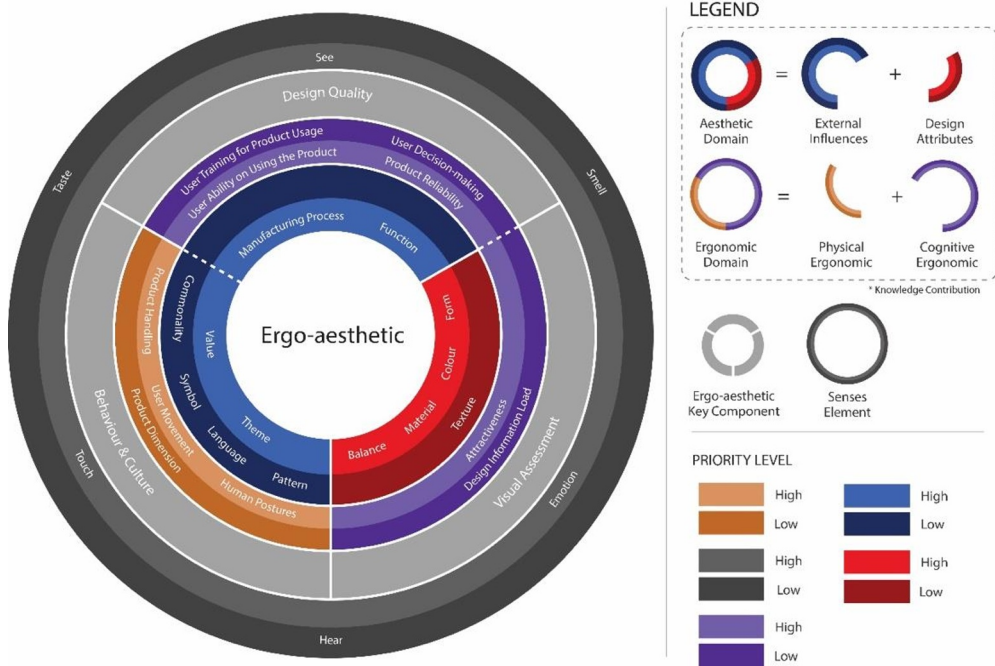 See
Design Quality
User Training for Product Usage
User Decision-making
User Ability on Using the Product
Product Reliability
Manufacturing Process
Function
Taste
Smell
Touch
Emotion
Hear
Behaviour & Culture
Visual Assessment
Product Handling
User Movement
Product Dimension
Human Postures
Commonality
Symbol
Language
Pattern
Value
Theme
Ergo-aesthetic
Form
Colour
Material
Balance
Texture
Attractiveness
Design Information Load
LEGEND
=
+
Aesthetic
Domain
External
Influences
Design
Attributes
=
+
Ergonomic
Domain
Physical
Ergonomic
Cognitive
Ergonomic
* Knowledge Contribution
Ergo-aesthetic
Key Component
Senses
Element
PRIORITY LEVEL
High
Low
High
Low
High
Low
High
Low
High
Low